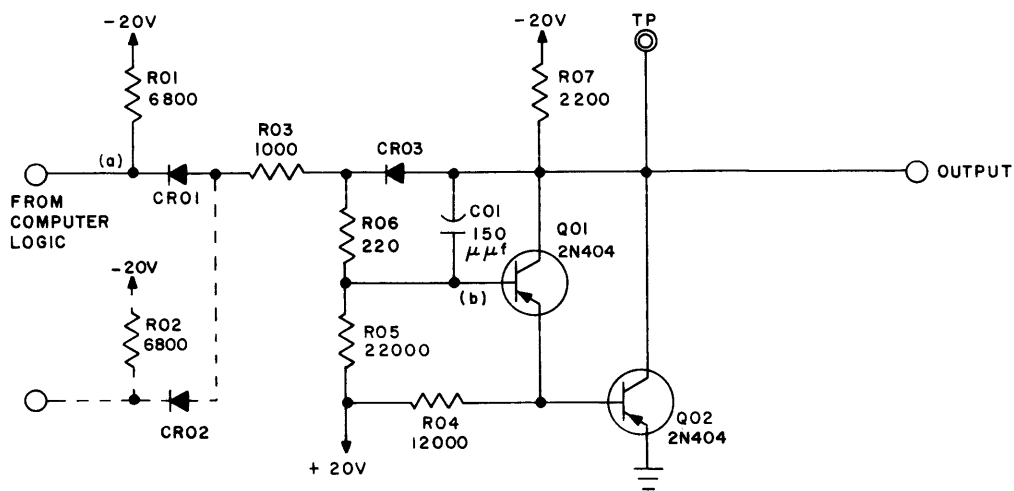 -20V
R01
6800
(a)
CR01
FROM
COMPUTER
LOGIC
R03
1000
CR03
-20V
R07
2200
TP
OUTPUT
R06
220
C01
150
μμf
Q01
2N404
(b)
-20V
R02
6800
CR02
R05
22000
R04
12000
+ 20V
Q02
2N404